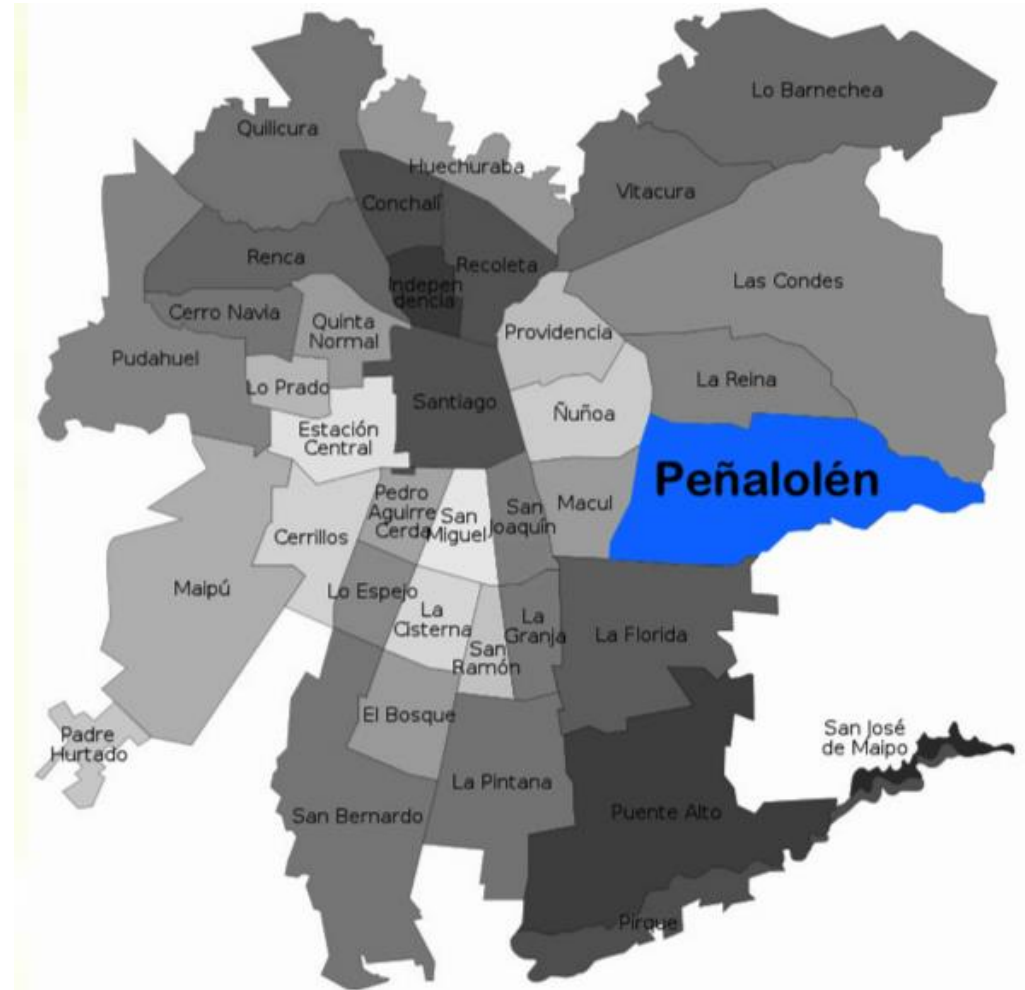 Lo Barnechea
Quilicura
Huechuraba
Vitacura
Conchalí
Renca
Recoleta
Las Condes
Indepen
dencia
Cerro Navia
Quinta
Normal
Providencia
Pudahuel
La Reina
Lo Prado
Santiago
Ñuñoa
Estación
Central
Peñalolén
Pedro
Aguirre
Cerda
San
Miguel
San
Joaquín
Macul
Cerrillos
Maipú
Lo Espejo
La
Cisterna
La
Granja
La Florida
San
Ramón
El Bosque
Padre
Hurtado
San José
de Maipo
La Pintana
San Bernardo
Puente Alto
Pirque